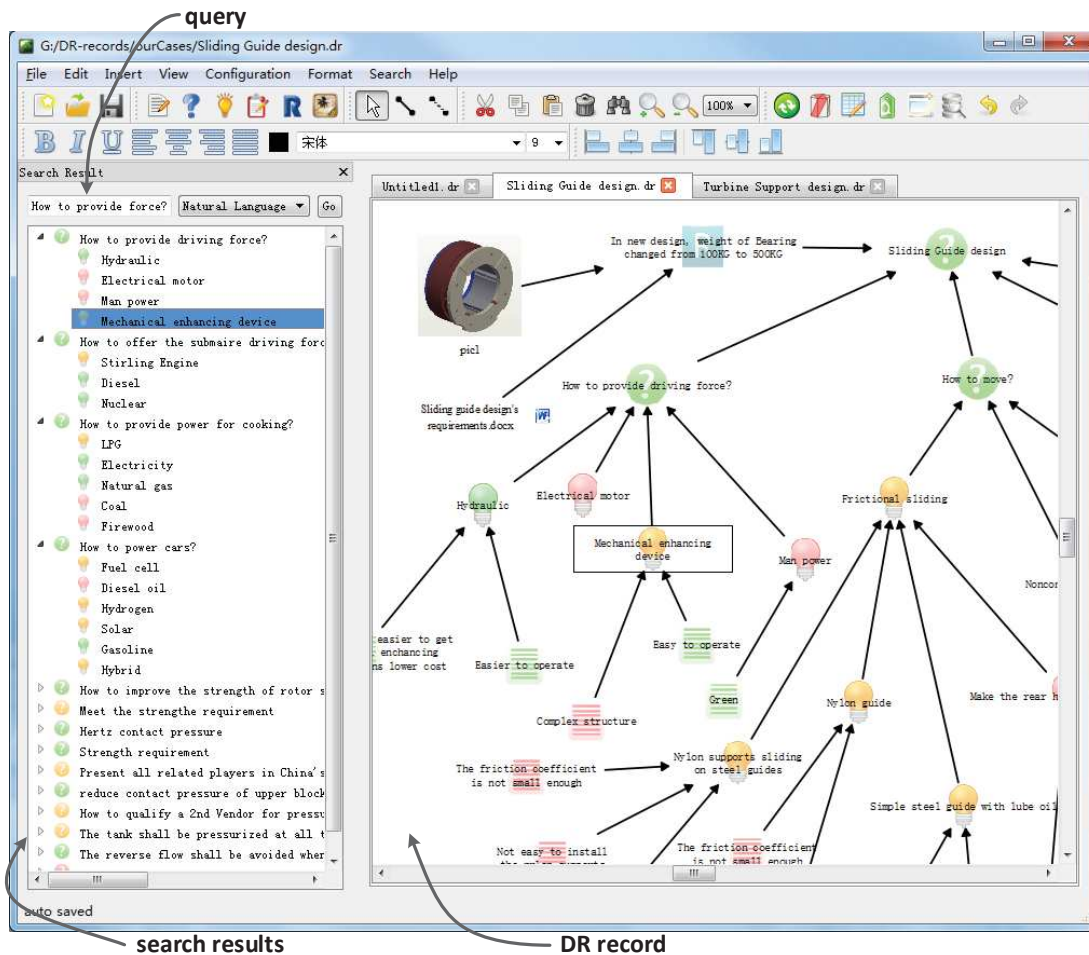 query
G:/DR-records/ourCases/Sliding Guide design.dr
File Edit Insert View Configuration Format Search Help
R
100%
B I U
宋体
9
Search Result
Untitled1.dr
Sliding Guide design.dr
Turbine Support design.dr
How to provide force?
Natural Language
Go
How to provide driving force?
Hydraulic
Electrical motor
Man power
Mechanical enhancing device
How to offer the submaire driving forc
Stirling Engine
Diesel
Nuclear
How to provide power for cooking?
LPG
Electricity
Natural gas
Coal
Firewood
How to power cars?
Fuel cell
Diesel oil
Hydrogen
Solar
Gasoline
Hybrid
How to improve the strength of rotor s
Meet the strengthe requirement
Hertz contact pressure
Strength requirement
Present all related players in China's
reduce contact pressure of upper block
How to qualify a 2nd Vendor for pressu
The tank shall be pressurized at all t
The reverse flow shall be avoided wher
In new design, weight of Bearing
changed from 100KG to 500KG
Sliding Guide design
pic1
How to provide driving force?
How to move?
Sliding guide design's
requirements.docx
Hydraulic
Electrical motor
Frictional sliding
Mechanical enhancing
device
Man power
Noncon
easier to get
enchancing
ns lower cost
Easier to operate
Easy to operate
Green
Complex structure
Nylon guide
Make the rear h
The friction coefficient
is not small enough
Nylon supports sliding
on steel guides
Simple steel guide with lube oil
Not easy to install
The friction coefficient
is not small enough
auto saved
search results
DR record